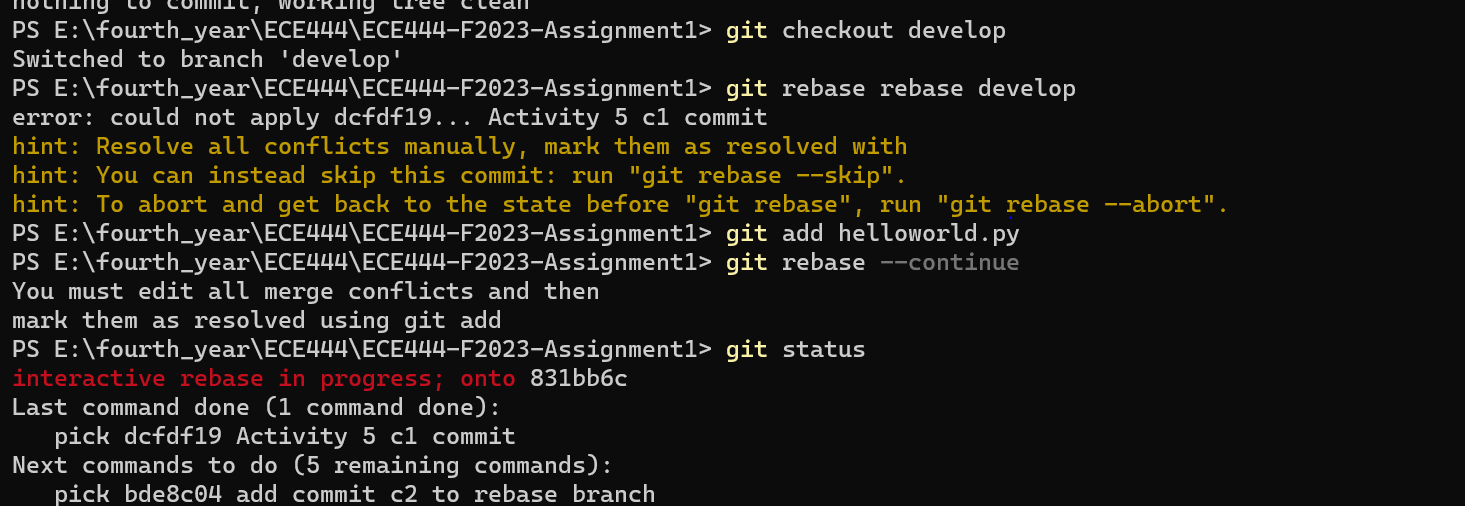 nothing to commit, working tree clean
PS E:\fourth_year\ECE444\ECE444-F2023-Assignment1> git checkout develop
Switched to branch 'develop'
PS E:\fourth_year\ECE444\ECE444-F2023-Assignment1> git rebase rebase develop
error: could not apply dcfdf19... Activity 5 c1 commit
hint: Resolve all conflicts manually, mark them as resolved with
hint: You can instead skip this commit: run "git rebase --skip".
hint: To abort and get back to the state before "git rebase", run "git rebase --abort".
PS E:\fourth_year\ECE444\ECE444-F2023-Assignment1> git add helloworld.py
PS E:\fourth_year\ECE444\ECE444-F2023-Assignment1> git rebase --continue
You must edit all merge conflicts and then
mark them as resolved using git add
PS E:\fourth_year\ECE444\ECE444-F2023-Assignment1> git status
interactive rebase in progress; onto 831bb6c
Last command done (1 command done):
   pick dcfdf19 Activity 5 c1 commit
Next commands to do (5 remaining commands):
   pick bde8c04 add commit c2 to rebase branch